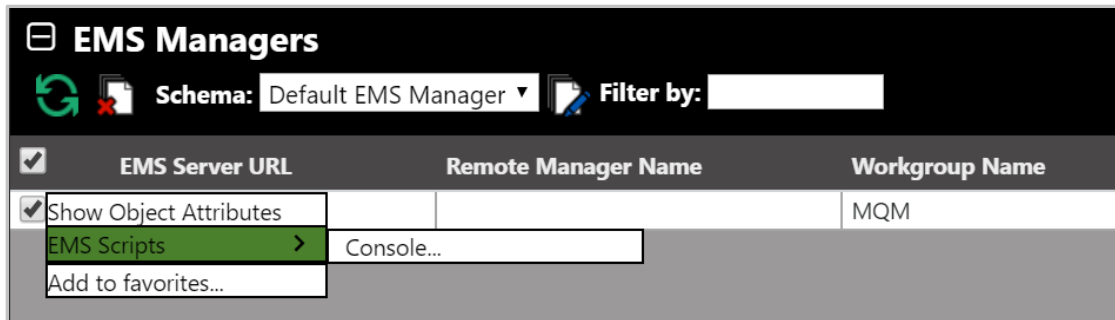 EMS Managers
Schema: Default EMS Manager Filter by:
EMS Server URL Remote Manager Name Workgroup Name
Show Object Attributes MQM
EMS Scripts Console...
Add to favorites...